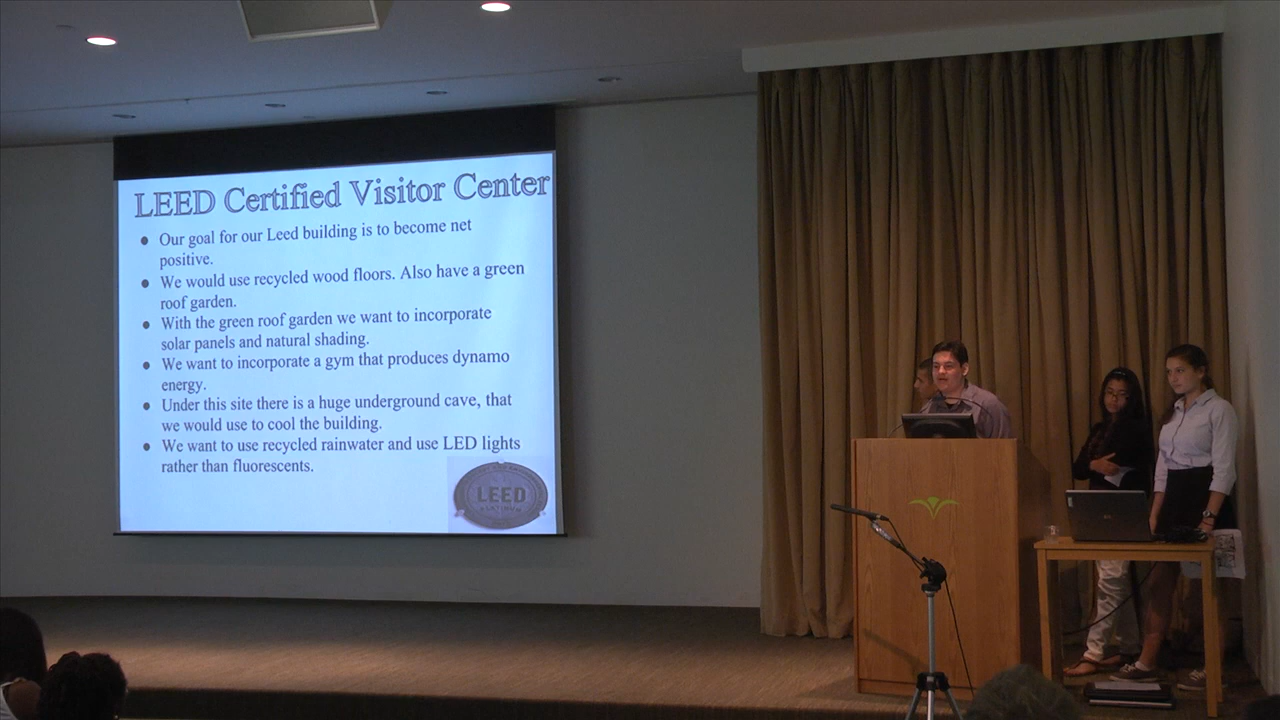 LEED Certified Visitor Center
• Our goal for our Leed building is to become net
positive.
• We would use recycled wood floors. Also have a green
roof garden.
• With the green roof garden we want to incorporate
solar panels and natural shading.
• We want to incorporate a gym that produces dynamo
energy.
• Under this site there is a huge underground cave, that
we would use to cool the building.
• We want to use recycled rainwater and use LED lights
rather than fluorescents.
LEED
PLATINUM